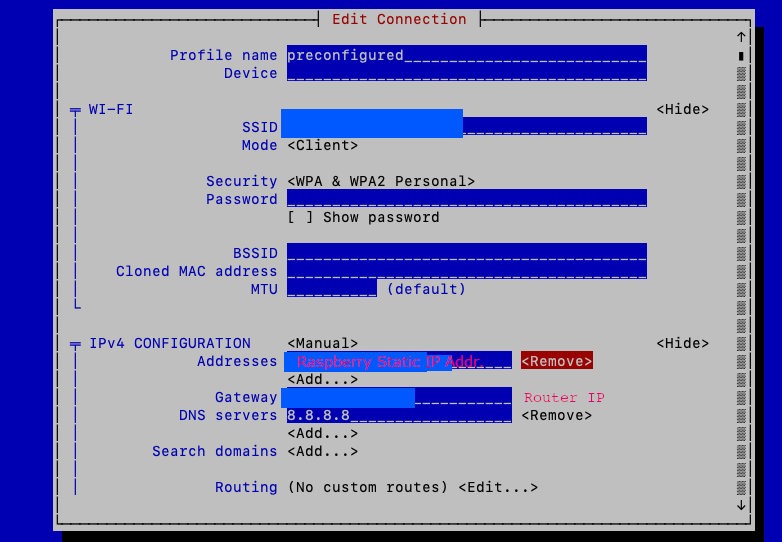 Edit Connection
Profile name preconfigured
Device
WI-FI <Hide>
SSID
Mode <Client>
Security <WPA & WPA2 Personal>
Password
[ ] Show password
BSSID
Cloned MAC address
MTU (default)
IPv4 CONFIGURATION <Manual> <Hide>
Addresses Raspberry Static IP Addr <Remove>
<Add...>
Gateway Router IP
DNS servers 8.8.8.8 <Remove>
<Add...>
Search domains <Add...>
Routing (No custom routes) <Edit...>